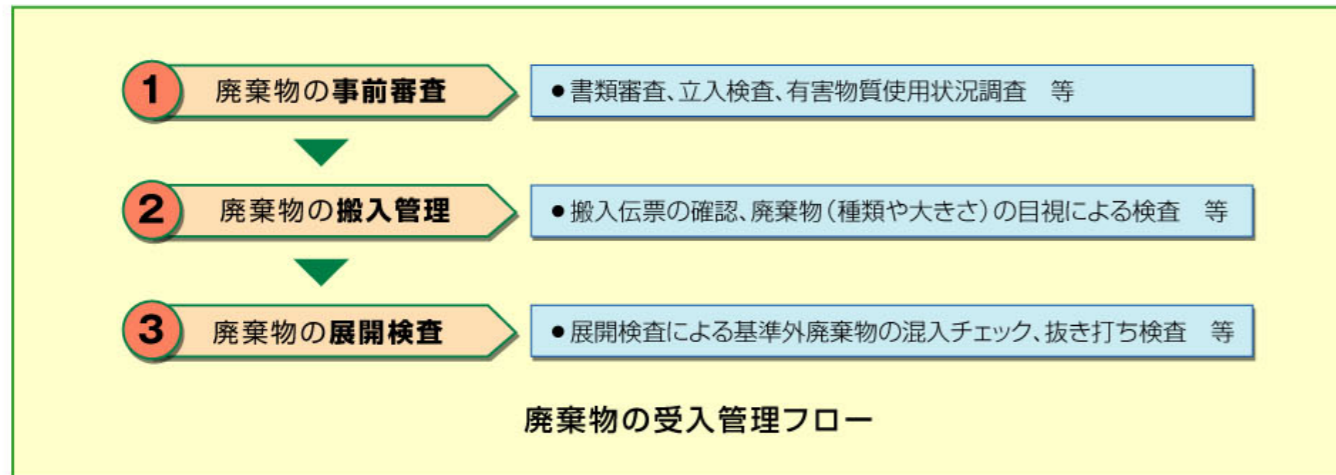 1 廃棄物の事前審査
●書類審査、立入検査、有害物質使用状況調査　等
2 廃棄物の搬入管理
●搬入伝票の確認、廃棄物（種類や大きさ）の目視による検査　等
3 廃棄物の展開検査
●展開検査による基準外廃棄物の混入チェック、抜き打ち検査　等
廃棄物の受入管理フロー